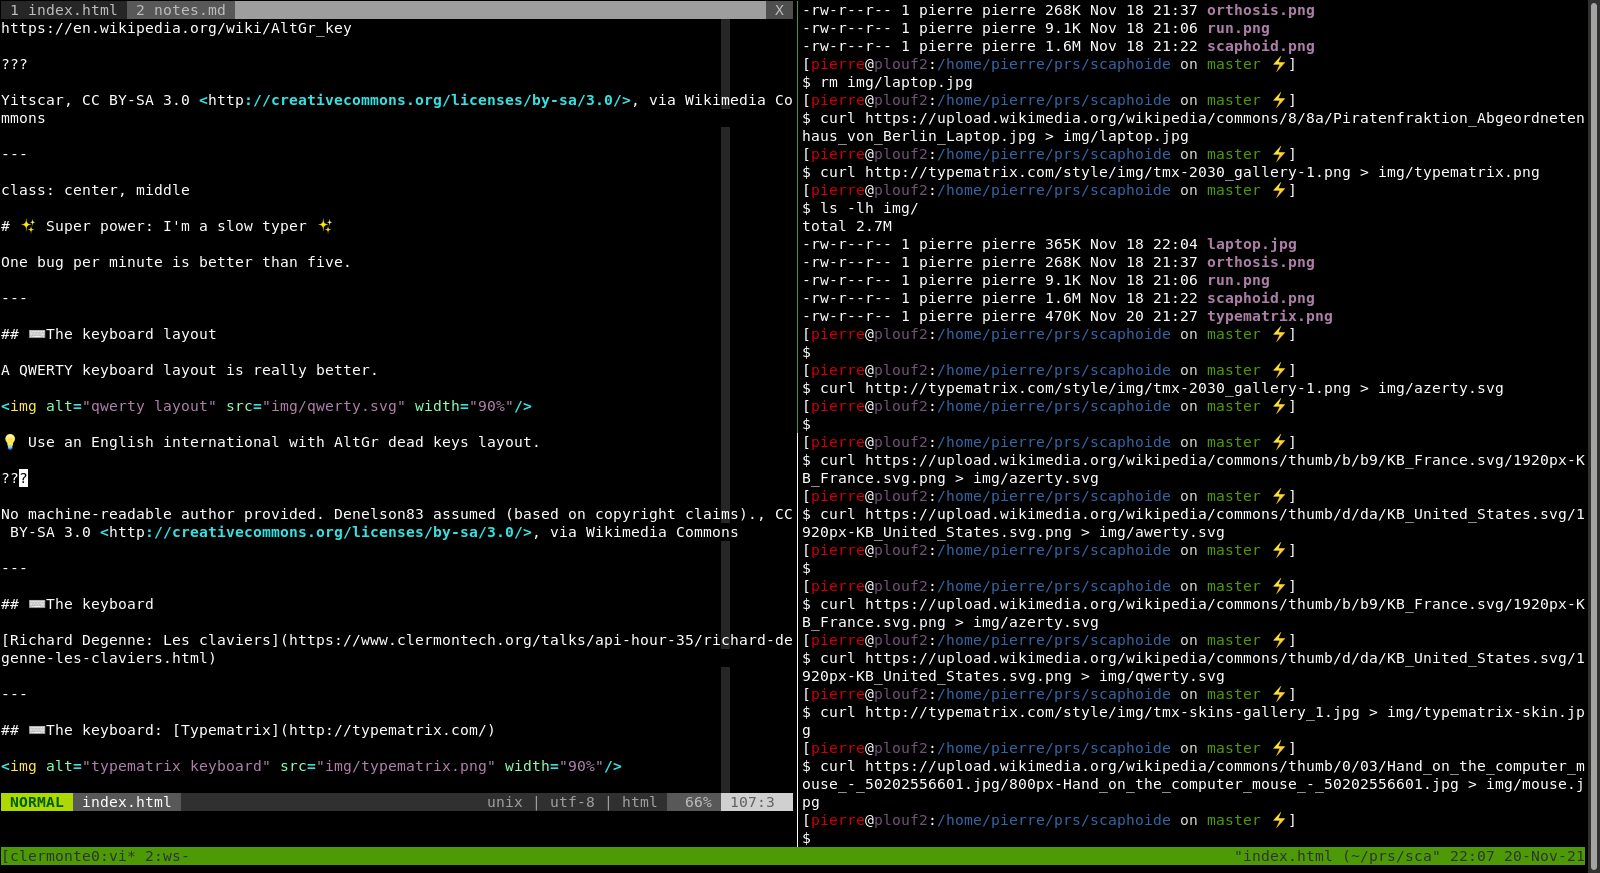 1 index.html  2 notes.md X
https://en.wikipedia.org/wiki/AltGr_key
???
Yitscar, CC BY-SA 3.0 <http://creativecommons.org/licenses/by-sa/3.0/>, via Wikimedia Co
mmons
---
class: center, middle
# ✨ Super power: I'm a slow typer ✨
One bug per minute is better than five.
---
## ⌨️The keyboard layout
A QWERTY keyboard layout is really better.
<img alt="qwerty layout" src="img/qwerty.svg" width="90%"/>
💡 Use an English international with AltGr dead keys layout.
???
No machine-readable author provided. Denelson83 assumed (based on copyright claims)., CC
BY-SA 3.0 <http://creativecommons.org/licenses/by-sa/3.0/>, via Wikimedia Commons
---
## ⌨️The keyboard
[Richard Degenne: Les claviers](https://www.clermontech.org/talks/api-hour-35/richard-de
genne-les-claviers.html)
---
## ⌨️The keyboard: [Typematrix](http://typematrix.com/)
<img alt="typematrix keyboard" src="img/typematrix.png" width="90%"/>
NORMAL index.html unix | utf-8 | html 66% 107:3
-rw-r--r-- 1 pierre pierre 268K Nov 18 21:37 orthosis.png
-rw-r--r-- 1 pierre pierre 9.1K Nov 18 21:06 run.png
-rw-r--r-- 1 pierre pierre 1.6M Nov 18 21:22 scaphoid.png
[pierre@plouf2:/home/pierre/prs/scaphoide on master ⚡]
$ rm img/laptop.jpg
[pierre@plouf2:/home/pierre/prs/scaphoide on master ⚡]
$ curl https://upload.wikimedia.org/wikipedia/commons/8/8a/Piratenfraktion_Abgeordneten
haus_von_Berlin_Laptop.jpg > img/laptop.jpg
[pierre@plouf2:/home/pierre/prs/scaphoide on master ⚡]
$ curl http://typematrix.com/style/img/tmx-2030_gallery-1.png > img/typematrix.png
[pierre@plouf2:/home/pierre/prs/scaphoide on master ⚡]
$ ls -lh img/
total 2.7M
-rw-r--r-- 1 pierre pierre 365K Nov 18 22:04 laptop.jpg
-rw-r--r-- 1 pierre pierre 268K Nov 18 21:37 orthosis.png
-rw-r--r-- 1 pierre pierre 9.1K Nov 18 21:06 run.png
-rw-r--r-- 1 pierre pierre 1.6M Nov 18 21:22 scaphoid.png
-rw-r--r-- 1 pierre pierre 470K Nov 20 21:27 typematrix.png
[pierre@plouf2:/home/pierre/prs/scaphoide on master ⚡]
$
[pierre@plouf2:/home/pierre/prs/scaphoide on master ⚡]
$ curl http://typematrix.com/style/img/tmx-2030_gallery-1.png > img/azerty.svg
[pierre@plouf2:/home/pierre/prs/scaphoide on master ⚡]
$
[pierre@plouf2:/home/pierre/prs/scaphoide on master ⚡]
$ curl https://upload.wikimedia.org/wikipedia/commons/thumb/b/b9/KB_France.svg/1920px-K
B_France.svg.png > img/azerty.svg
[pierre@plouf2:/home/pierre/prs/scaphoide on master ⚡]
$ curl https://upload.wikimedia.org/wikipedia/commons/thumb/d/da/KB_United_States.svg/1
920px-KB_United_States.svg.png > img/awerty.svg
[pierre@plouf2:/home/pierre/prs/scaphoide on master ⚡]
$
[pierre@plouf2:/home/pierre/prs/scaphoide on master ⚡]
$ curl https://upload.wikimedia.org/wikipedia/commons/thumb/b/b9/KB_France.svg/1920px-K
B_France.svg.png > img/azerty.svg
[pierre@plouf2:/home/pierre/prs/scaphoide on master ⚡]
$ curl https://upload.wikimedia.org/wikipedia/commons/thumb/d/da/KB_United_States.svg/1
920px-KB_United_States.svg.png > img/qwerty.svg
[pierre@plouf2:/home/pierre/prs/scaphoide on master ⚡]
$ curl http://typematrix.com/style/img/tmx-skins-gallery_1.jpg > img/typematrix-skin.jp
g
[pierre@plouf2:/home/pierre/prs/scaphoide on master ⚡]
$ curl https://upload.wikimedia.org/wikipedia/commons/thumb/0/03/Hand_on_the_computer_m
ouse_-_50202556601.jpg/800px-Hand_on_the_computer_mouse_-_50202556601.jpg > img/mouse.j
pg
[pierre@plouf2:/home/pierre/prs/scaphoide on master ⚡]
$
[clermonte0:vi* 2:ws- "index.html (~/prs/sca" 22:07 20-Nov-21